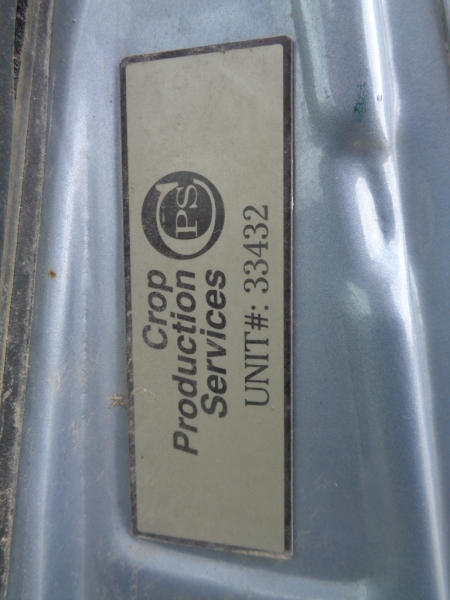 CPS
Crop
Production
Services
UNIT#: 33432